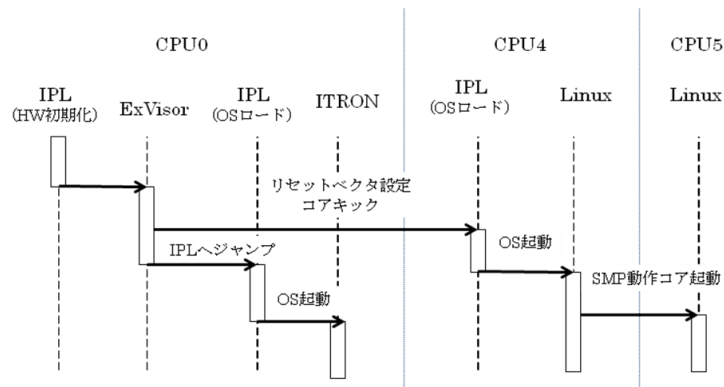 CPU0
CPU4
CPU5
IPL
(HW初期化)
ExVisor
IPL
(OSロード)
ITRON
IPL
(OSロード)
Linux
Linux
リセットベクタ設定
コアキック
OS起動
IPLへジャンプ
SMP動作コア起動
OS起動